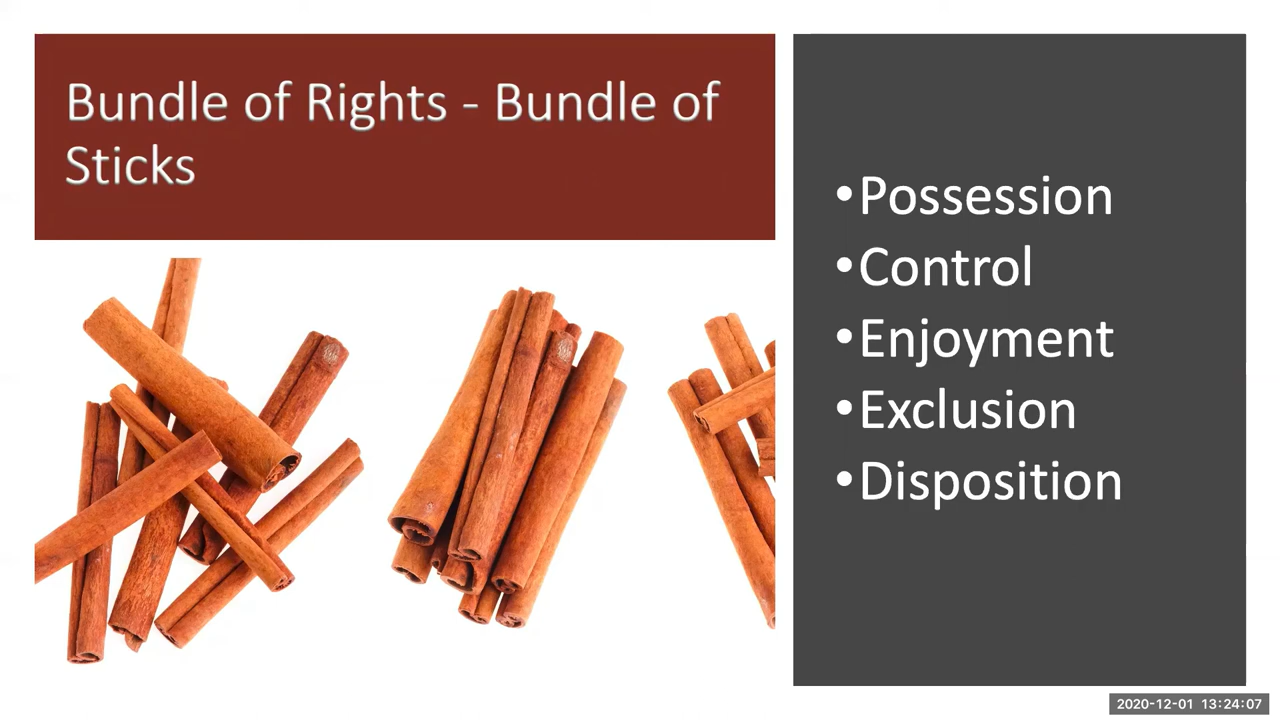 Bundle of Rights - Bundle of
Sticks
•Possession
•Control
•Enjoyment
•Exclusion
•Disposition
2020-12-01 13:24:07